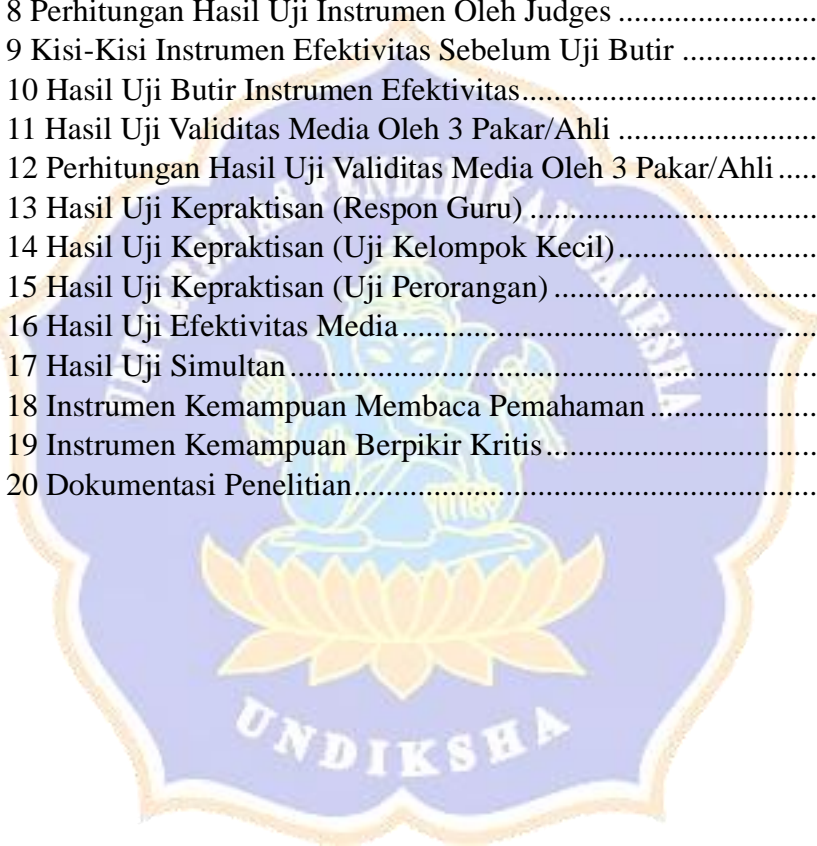 8 Perhitungan Hasil Uji Instrumen Oleh Judges ......................
9 Kisi-Kisi Instrumen Efektivitas Sebelum Uji Butir ...............
10 Hasil Uji Butir Instrumen Efektivitas.................................
11 Hasil Uji Validitas Media Oleh 3 Pakar/Ahli ......................
12 Perhitungan Hasil Uji Validitas Media Oleh 3 Pakar/Ahli .....
13 Hasil Uji Kepraktisan (Respon Guru) ................................
14 Hasil Uji Kepraktisan (Uji Kelompok Kecil)......................
15 Hasil Uji Kepraktisan (Uji Perorangan) .............................
16 Hasil Uji Efektivitas Media................................................
17 Hasil Uji Simultan ............................................................
18 Instrumen Kemampuan Membaca Pemahaman ..................
19 Instrumen Kemampuan Berpikir Kritis..............................
20 Dokumentasi Penelitian.....................................................
UNIVERSITAS PENDIDIKAN GANESHA
UNDIKSHA